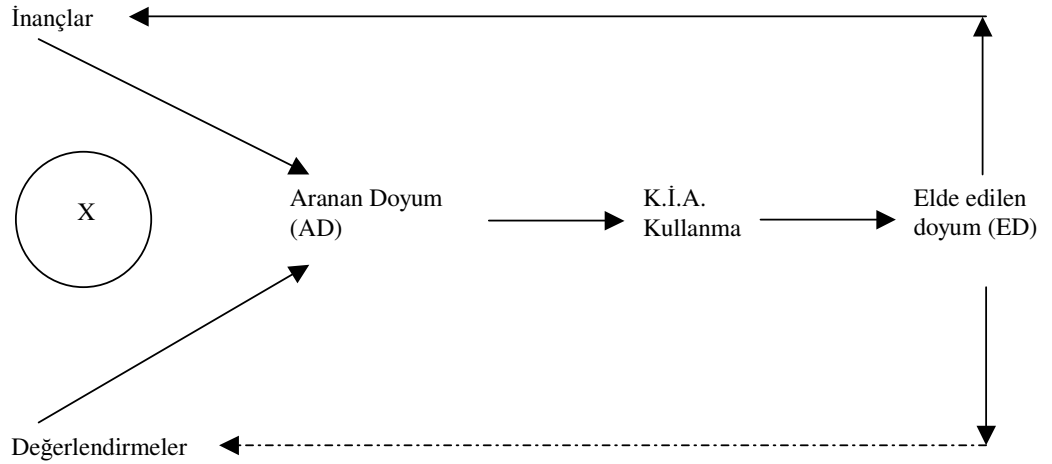 İnançlar
X
Aranan Doyum
(AD)
K.İ.A.
Kullanma
Elde edilen
doyum (ED)
Değerlendirmeler